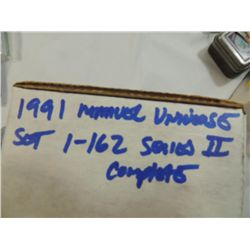 1991 MARVEL UNIVERSE
SET 1-162 SERIES II
COMPLETE